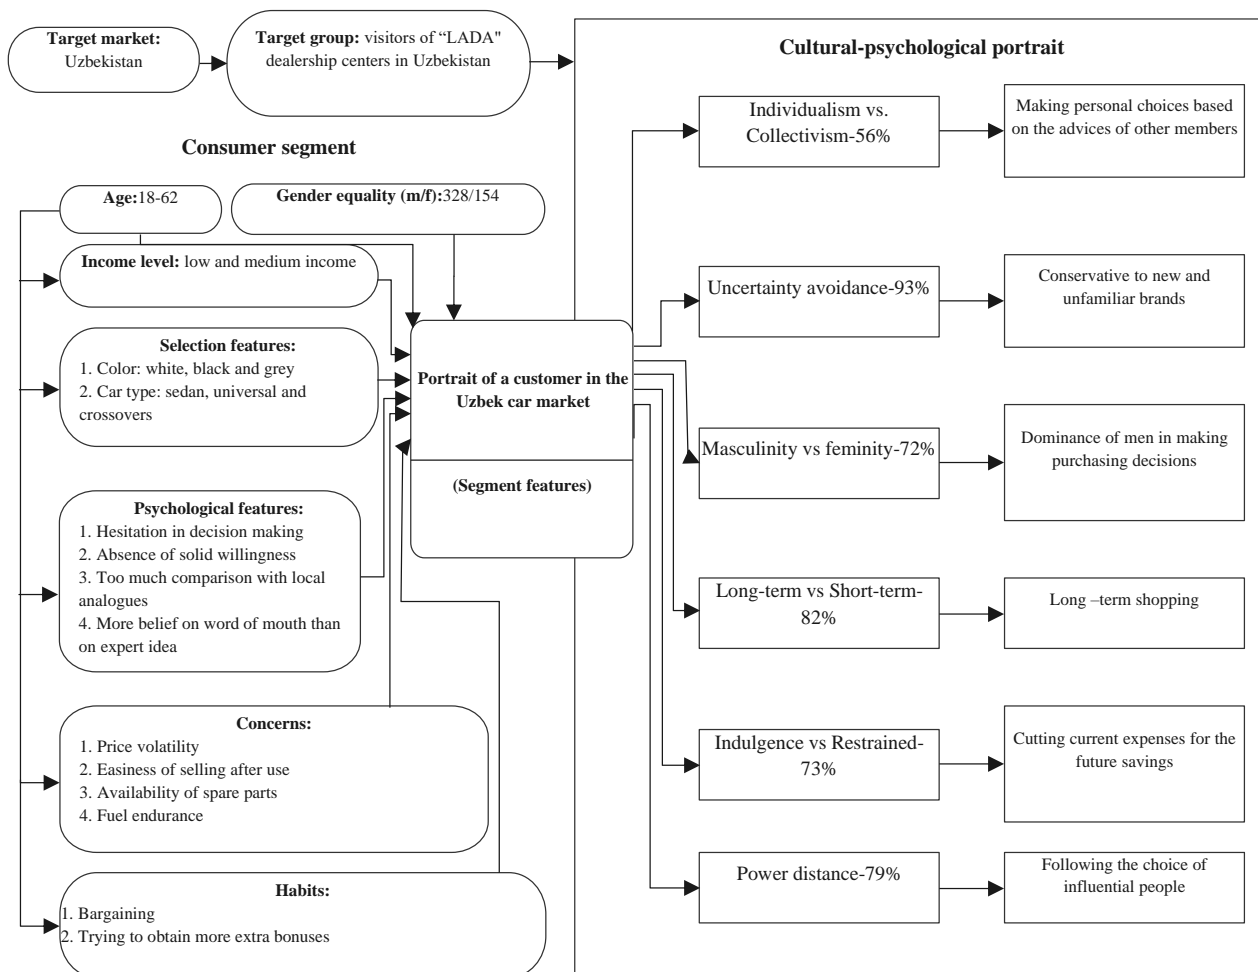 Target market:
Uzbekistan
Target group: visitors of “LADA"
dealership centers in Uzbekistan
Consumer segment
Age:18-62
Gender equality (m/f):328/154
Income level: low and medium income
Selection features:
1. Color: white, black and grey
2. Car type: sedan, universal and
crossovers
Psychological features:
1. Hesitation in decision making
2. Absence of solid willingness
3. Too much comparison with local
analogues
4. More belief on word of mouth than
on expert idea
Concerns:
1. Price volatility
2. Easiness of selling after use
3. Availability of spare parts
4. Fuel endurance
Habits:
1. Bargaining
2. Trying to obtain more extra bonuses
Portrait of a customer in the
Uzbek car market
(Segment features)
Cultural-psychological portrait
Individualism vs.
Collectivism-56%
Making personal choices based
on the advices of other members
Uncertainty avoidance-93%
Conservative to new and
unfamiliar brands
Masculinity vs feminity-72%
Dominance of men in making
purchasing decisions
Long-term vs Short-term-
82%
Long –term shopping
Indulgence vs Restrained-
73%
Cutting current expenses for the
future savings
Power distance-79%
Following the choice of
influential people